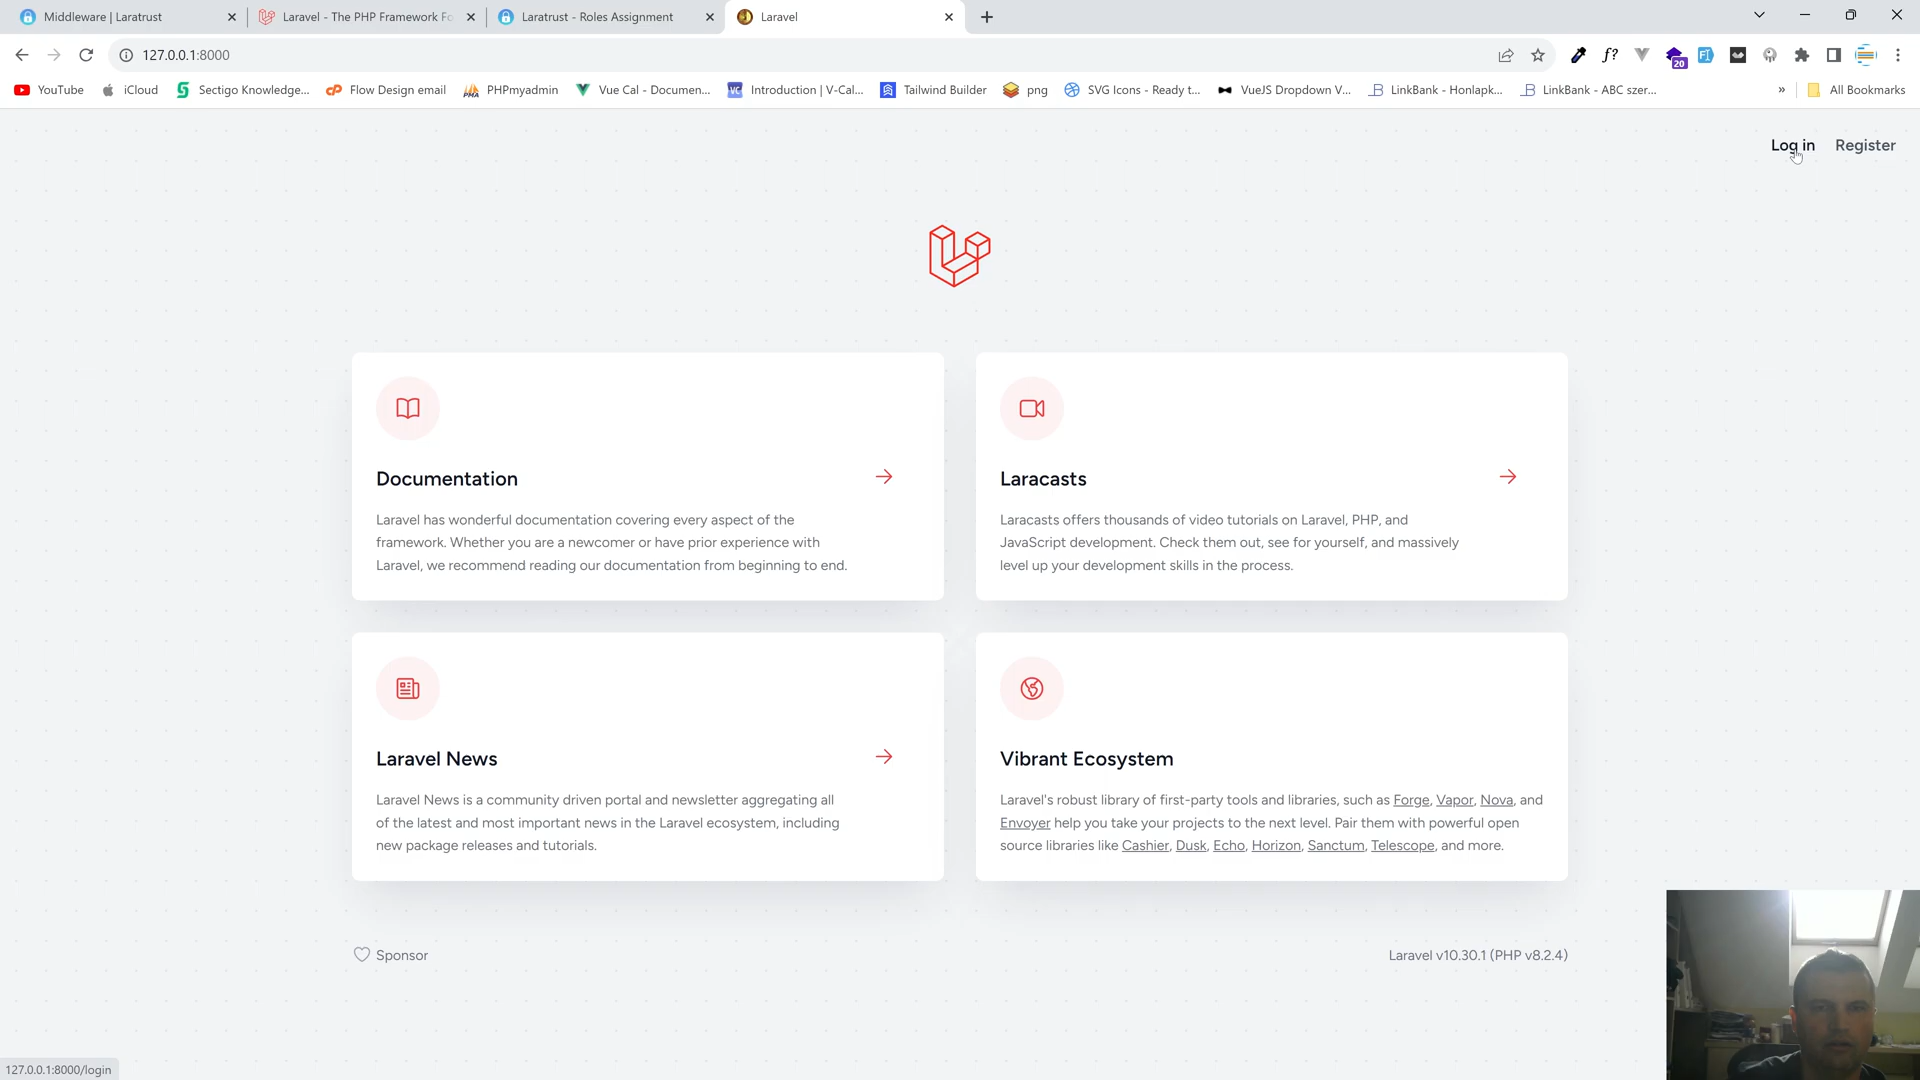 Middleware | Laratrust
Laravel - The PHP Framework Fo
Laratrust - Roles Assignment
Laravel
127.0.0.1:8000
20
YouTube
iCloud
Sectigo Knowledge...
Flow Design email
PHPmyadmin
Vue Cal - Documen...
Introduction | V-Cal...
Tailwind Builder
png
SVG Icons - Ready t...
VueJS Dropdown V...
LinkBank - Honlapk...
LinkBank - ABC szer...
»
All Bookmarks
Log in
Register
Documentation
Laravel has wonderful documentation covering every aspect of the
framework. Whether you are a newcomer or have prior experience with
Laravel, we recommend reading our documentation from beginning to end.
Laracasts
Laracasts offers thousands of video tutorials on Laravel, PHP, and
JavaScript development. Check them out, see for yourself, and massively
level up your development skills in the process.
Laravel News
Laravel News is a community driven portal and newsletter aggregating all
of the latest and most important news in the Laravel ecosystem, including
new package releases and tutorials.
Vibrant Ecosystem
Laravel's robust library of first-party tools and libraries, such as Forge, Vapor, Nova, and
Envoyer help you take your projects to the next level. Pair them with powerful open
source libraries like Cashier, Dusk, Echo, Horizon, Sanctum, Telescope, and more.
Sponsor
Laravel v10.30.1 (PHP v8.2.4)
127.0.0.1:8000/login